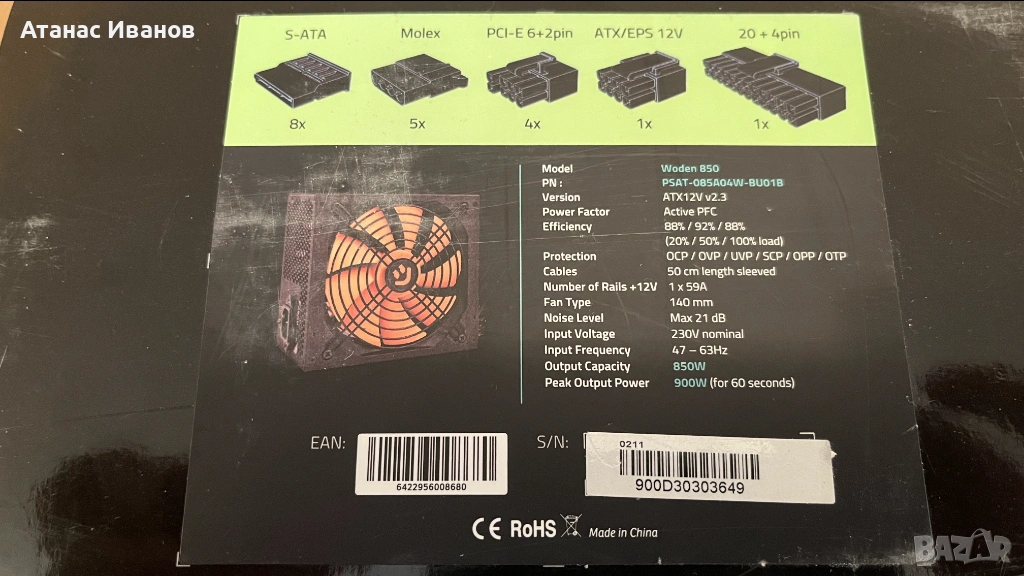 Атанас Иванов
S-ATA Molex PCI-E 6+2pin ATX/EPS 12V 20 + 4pin
8x 5x 4x 1x 1x
Model Woden 850
PN : PSAT-085A04W-BU01B
Version ATX12V v2.3
Power Factor Active PFC
Efficiency 88% / 92% / 88%
(20% / 50% / 100% load)
Protection OCP / OVP / UVP / SCP / OPP / OTP
Cables 50 cm length sleeved
Number of Rails +12V 1 x 59A
Fan Type 140 mm
Noise Level Max 21 dB
Input Voltage 230V nominal
Input Frequency 47 – 63Hz
Output Capacity 850W
Peak Output Power 900W (for 60 seconds)
EAN: S/N:
0211
6422956008680 900D30303649
CE RoHS Made in China
BAZAR